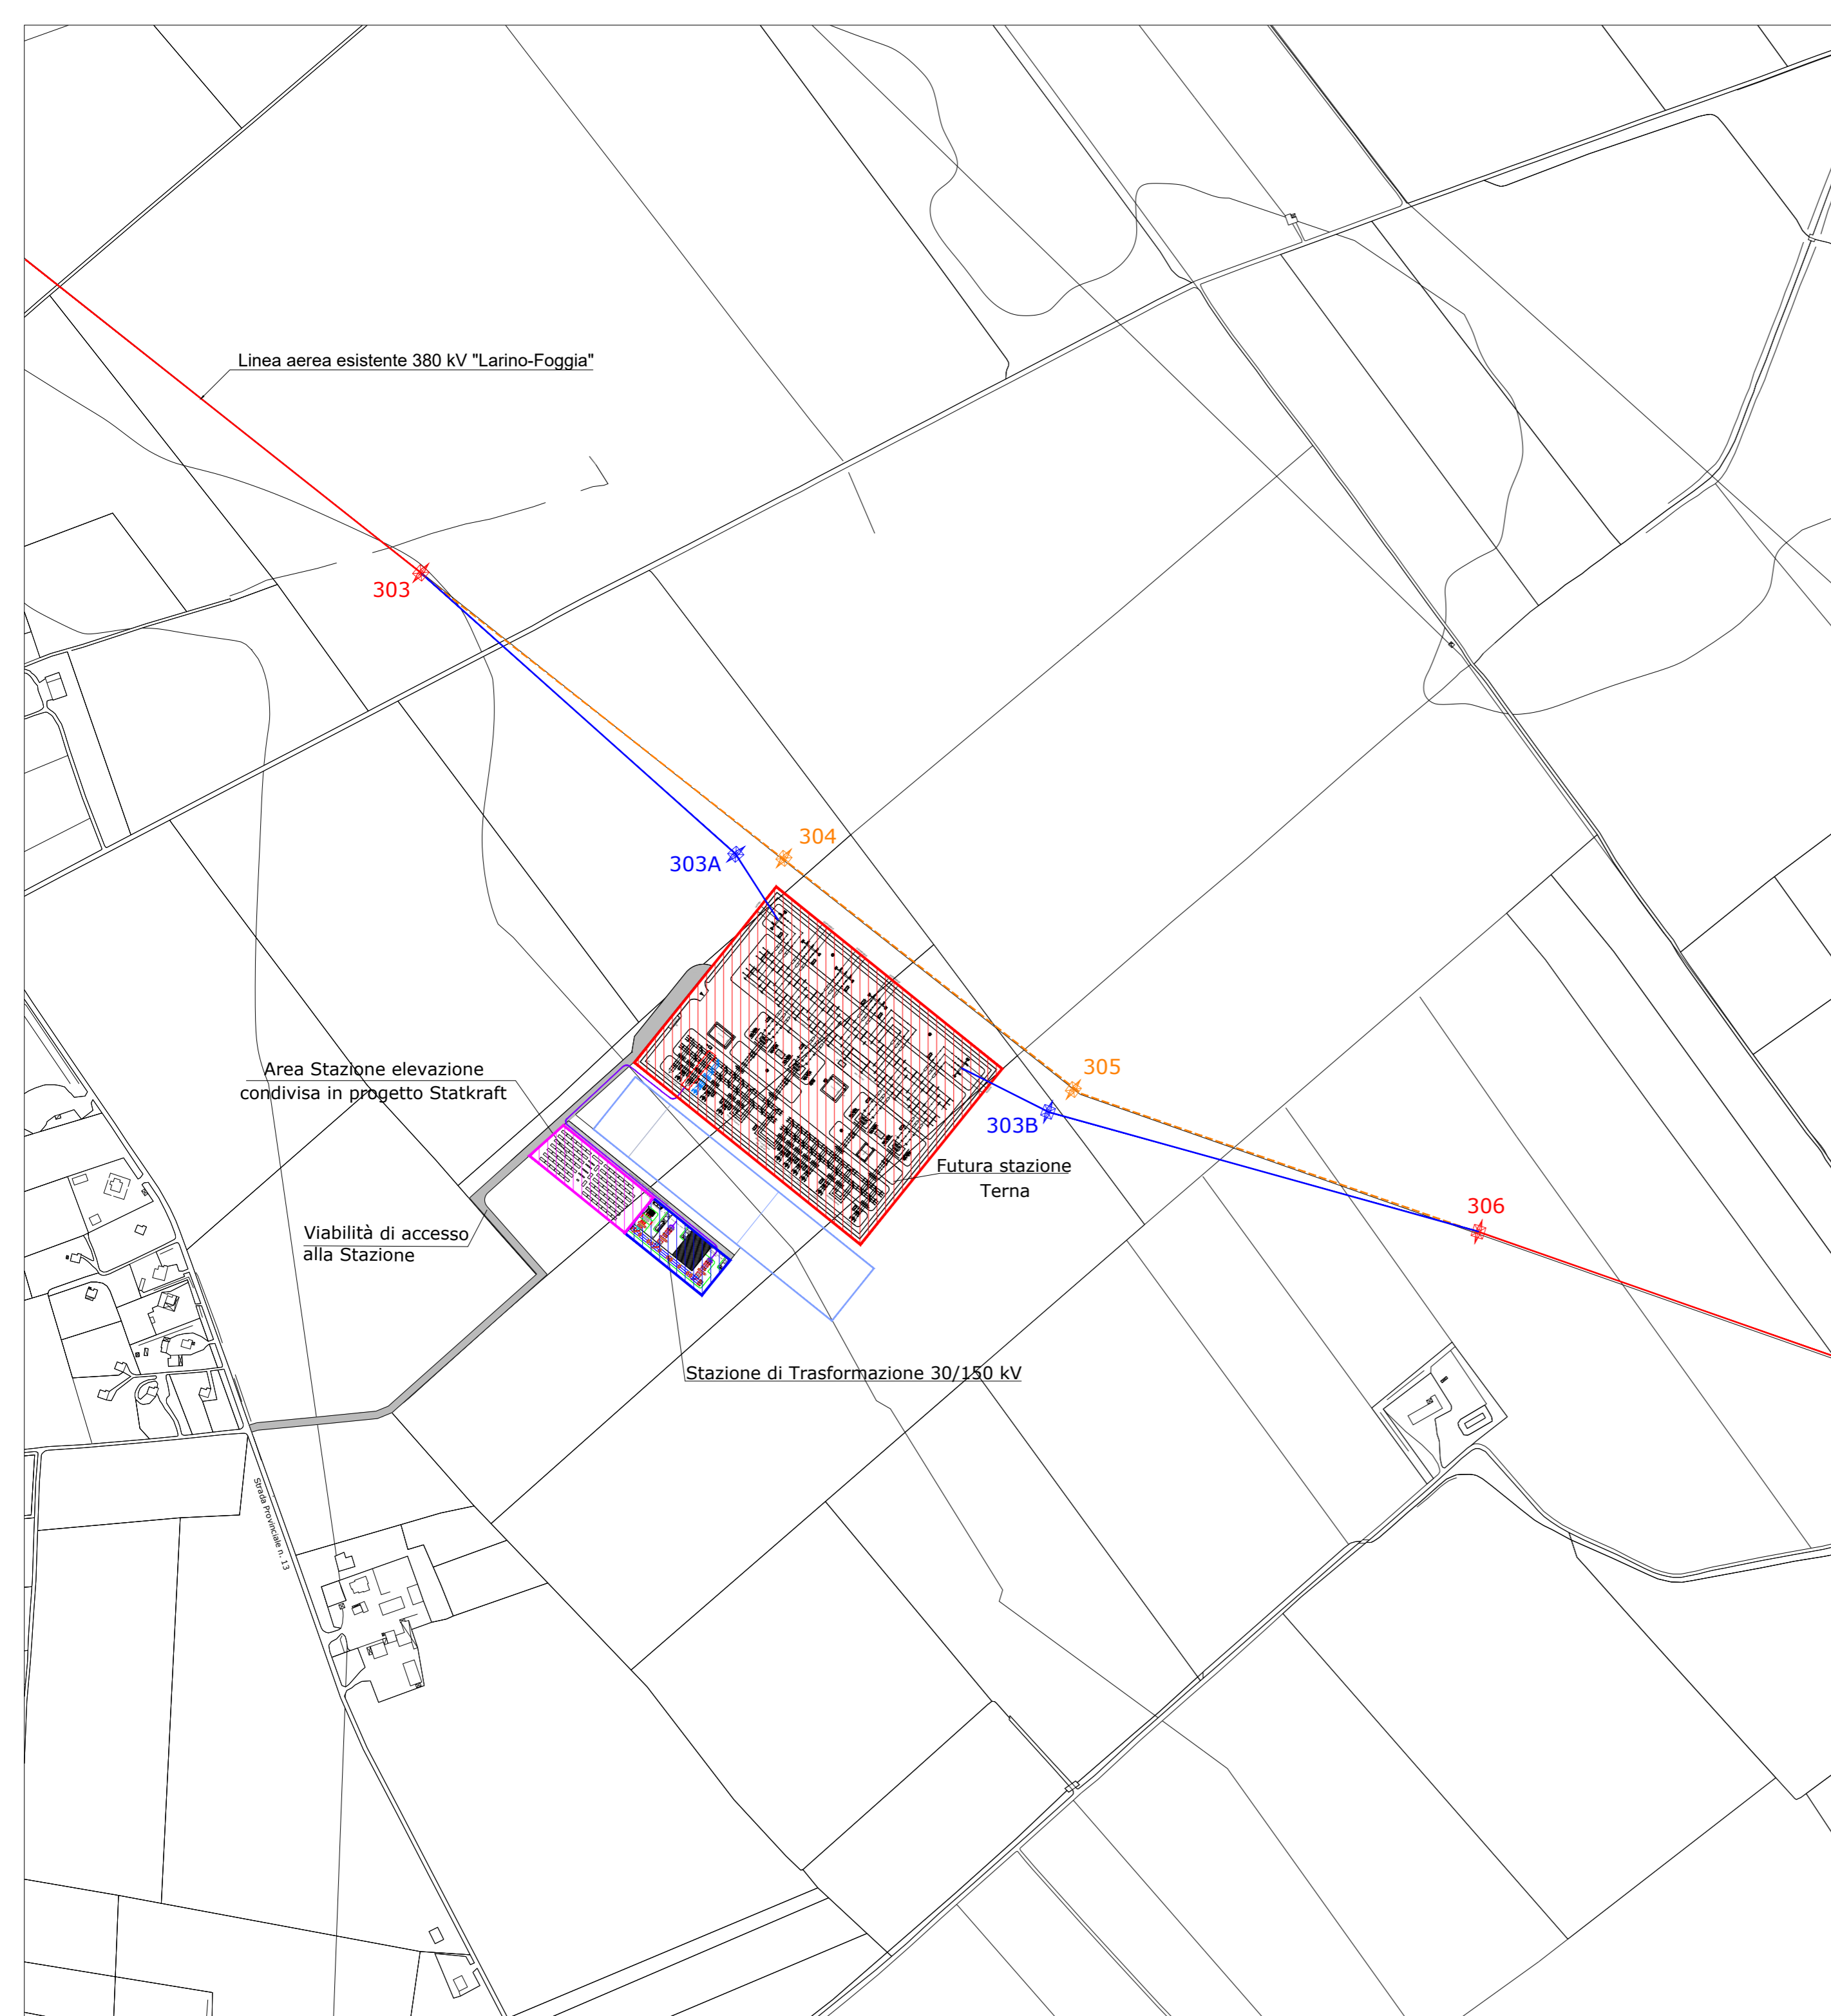 Linea aerea esistente 380 kV "Larino-Foggia"
303
304
303A
Area Stazione elevazione
condivisa in progetto Statkraft
305
303B
Futura stazione
Terna
306
Viabilità di accesso
alla Stazione
Stazione di Trasformazione 30/150 kV
Strada Provinciale n. 13